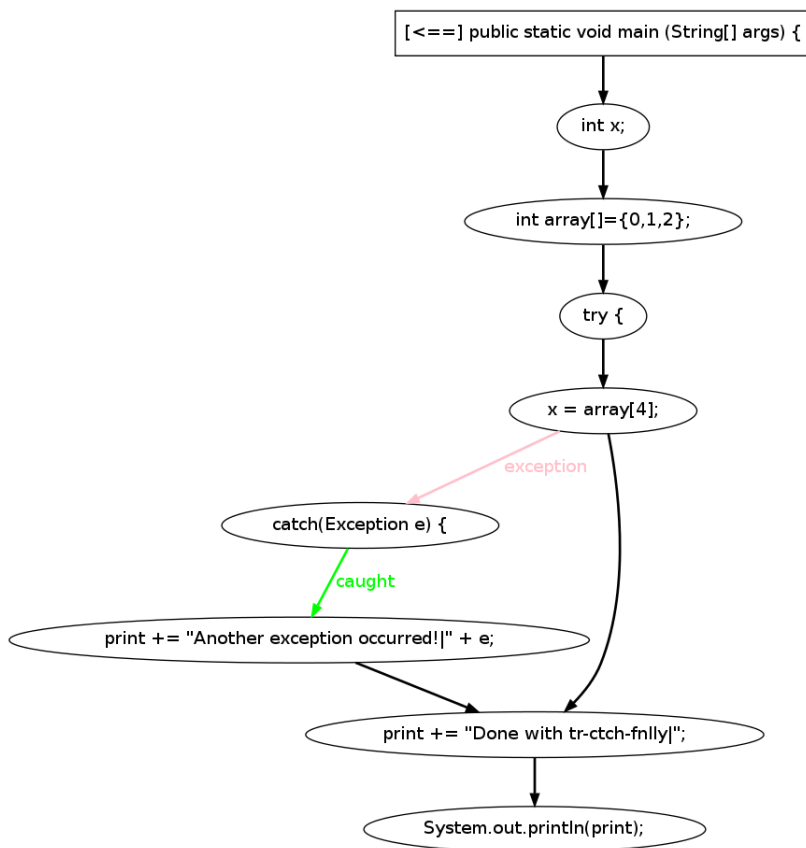 [<==] public static void main (String[] args) {
int x;
int array[]={0,1,2};
try {
x = array[4];
exception
catch(Exception e) {
caught
print += "Another exception occurred!|" + e;
print += "Done with tr-ctch-fnlly|";
System.out.println(print);